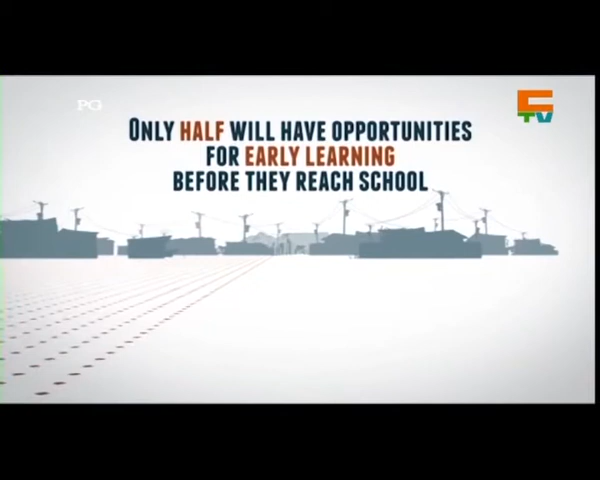 PG
TV
ONLY HALF WILL HAVE OPPORTUNITIES
FOR EARLY LEARNING
BEFORE THEY REACH SCHOOL